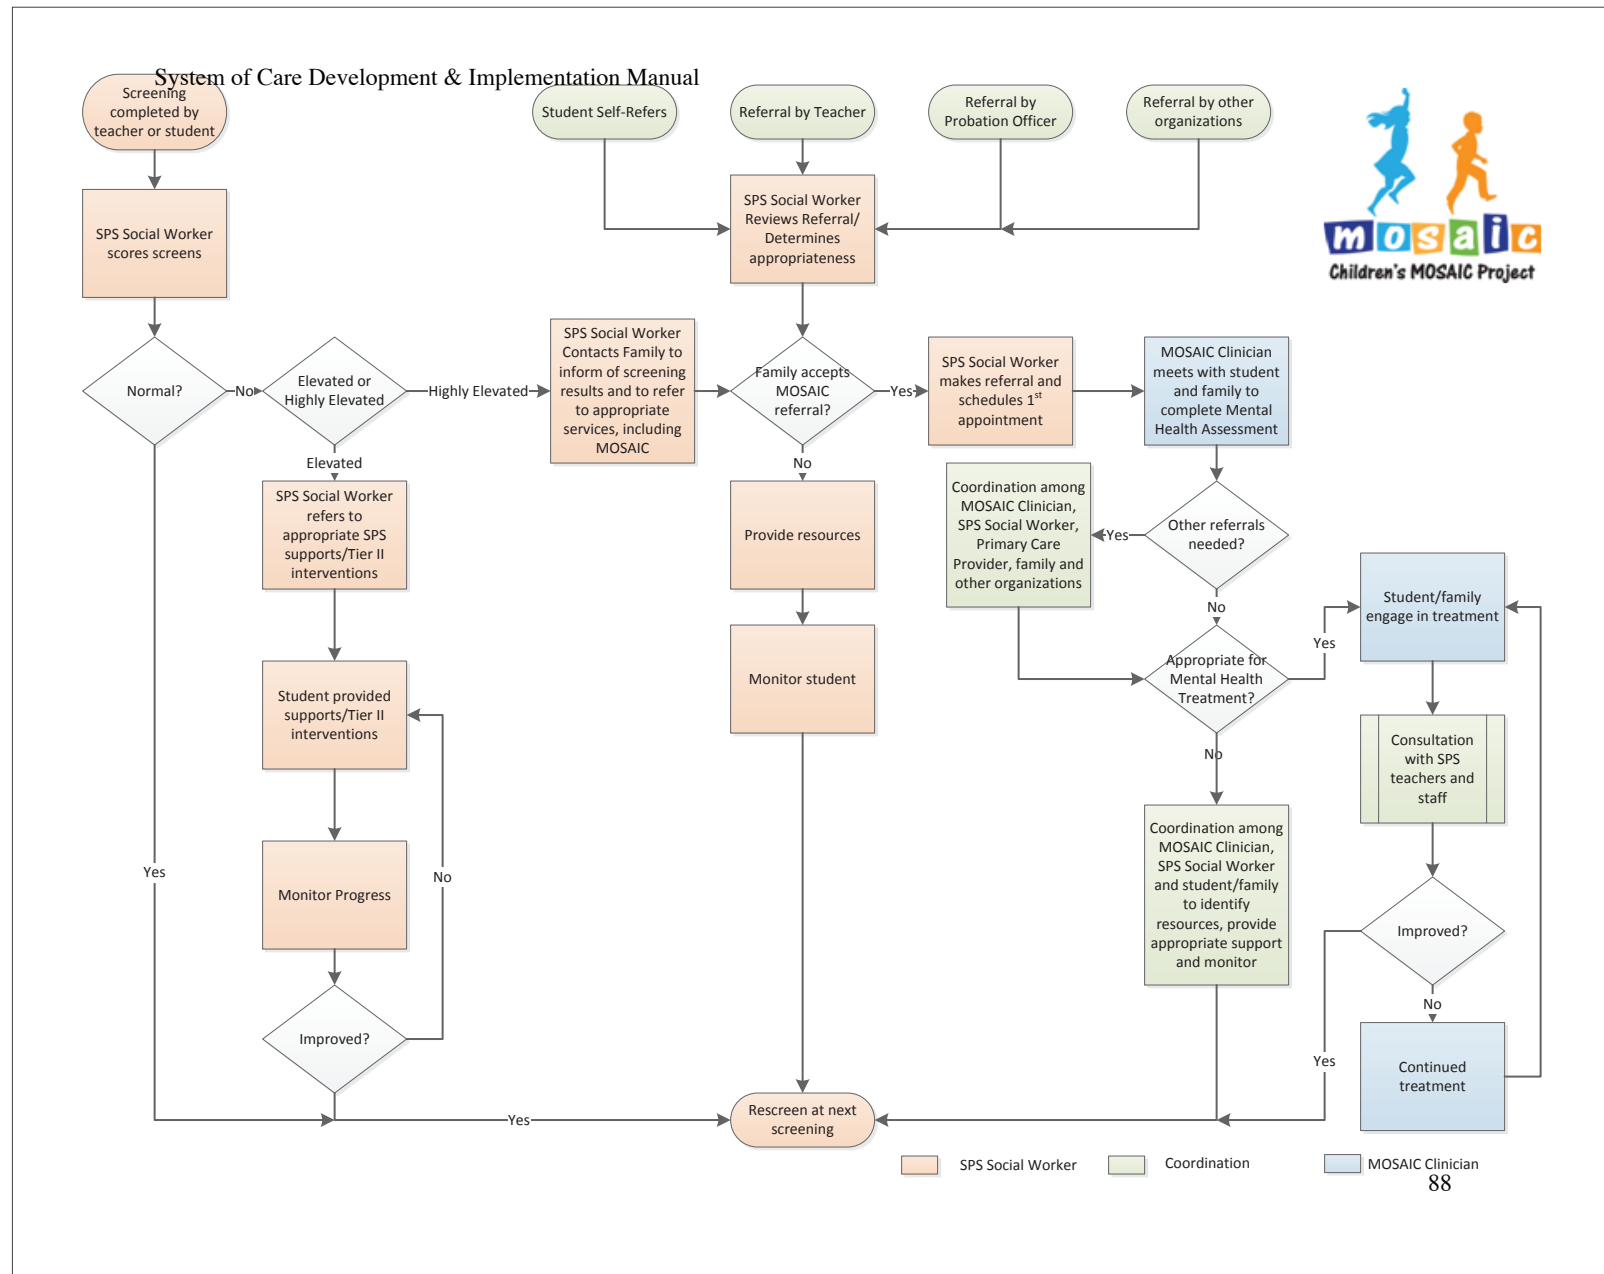 System of Care Development & Implementation Manual
Screening
completed by
teacher or student
Student Self-Refers
Referral by Teacher
Referral by
Probation Officer
Referral by other
organizations
mosaic
Children's MOSAIC Project
SPS Social Worker
scores screens
SPS Social Worker
Reviews Referral/
Determines
appropriateness
Normal?
No
Elevated or
Highly Elevated
Highly Elevated
SPS Social Worker
Contacts Family to
inform of screening
results and to refer
to appropriate
services, including
MOSAIC
Family accepts
MOSAIC
referral?
Yes
SPS Social Worker
makes referral and
schedules 1st
appointment
MOSAIC Clinician
meets with student
and family to
complete Mental
Health Assessment
Elevated
No
SPS Social Worker
refers to
appropriate SPS
supports/Tier II
interventions
Provide resources
Coordination among
MOSAIC Clinician,
SPS Social Worker,
Primary Care
Provider, family and
other organizations
Yes
Other referrals
needed?
No
Student/family
engage in treatment
Student provided
supports/Tier II
interventions
Monitor student
Appropriate for
Mental Health
Treatment?
Yes
No
Consultation
with SPS
teachers and
staff
Monitor Progress
Yes
No
Coordination among
MOSAIC Clinician,
SPS Social Worker
and student/family
to identify
resources, provide
appropriate support
and monitor
Improved?
No
Improved?
Yes
Continued
treatment
Yes
Rescreen at next
screening
SPS Social Worker
Coordination
MOSAIC Clinician
88